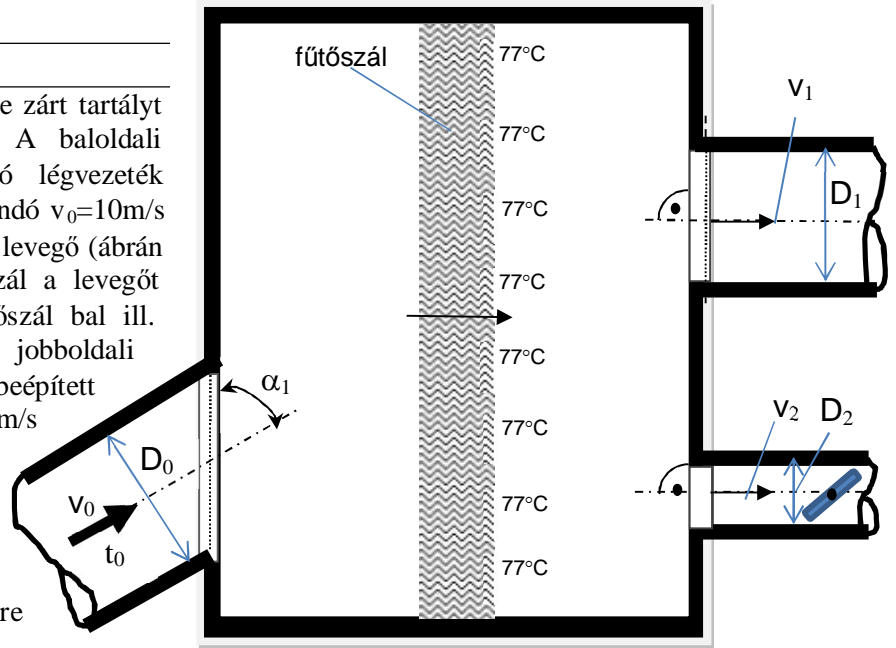 e zárt tartályt
A baloldali
ó légvezeték
ndó v₀=10m/s
levegő (ábrán
zál a levegőt
őszál bal ill.
jobboldali
beépített
m/s
re
fűtőszál
77°C
77°C
77°C
77°C
77°C
77°C
77°C
77°C
v₁
D₁
α₁
D₀
v₀
t₀
v₂ D₂